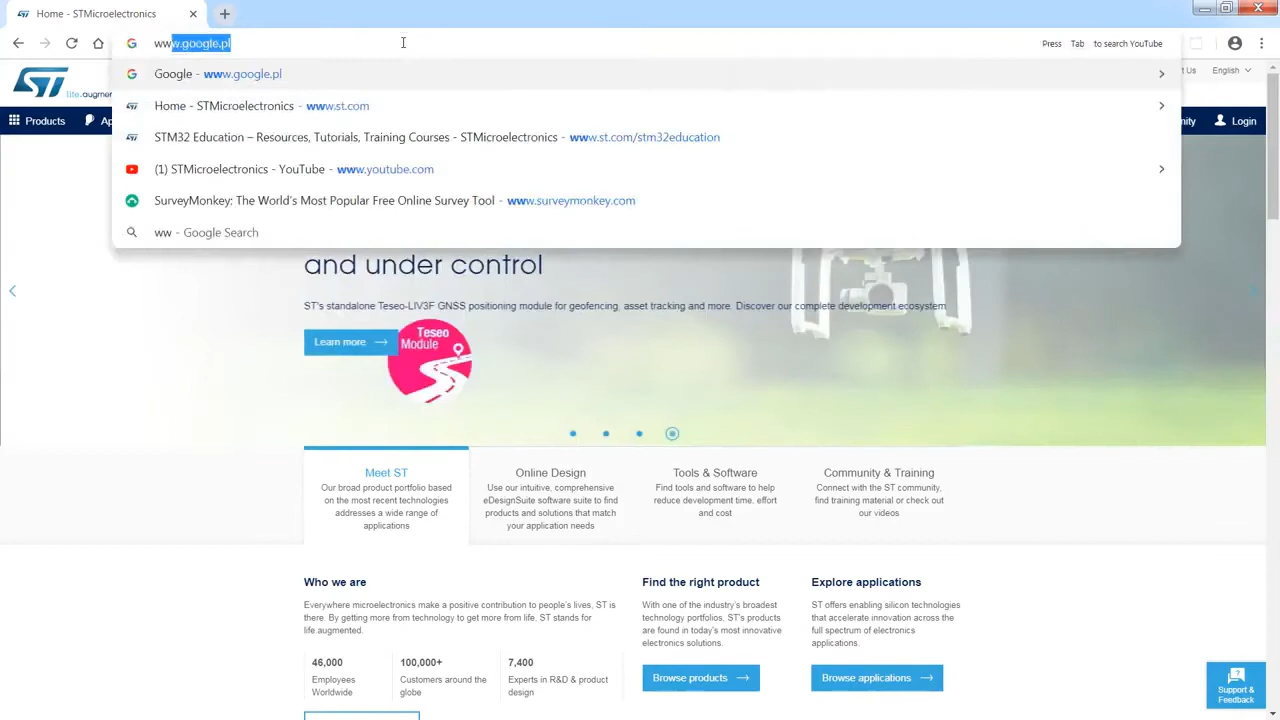 Home - STMicroelectronics
www.google.pl
Press Tab to search YouTube
Google - www.google.pl
Home - STMicroelectronics - www.st.com
STM32 Education – Resources, Tutorials, Training Courses - STMicroelectronics - www.st.com/stm32education
(1) STMicroelectronics - YouTube - www.youtube.com
SurveyMonkey: The World's Most Popular Free Online Survey Tool - www.surveymonkey.com
ww - Google Search
ST
life.augmen
Us English
Products
Login
and under control
ST's standalone Teseo-LIV3F GNSS positioning module for geofencing, asset tracking and more. Discover our complete development ecosystem
Learn more
Teseo
Module
Meet ST
Our broad product portfolio based
on the most recent technologies
addresses a wide range of
applications
Online Design
Use our intuitive, comprehensive
eDesignSuite software suite to find
products and solutions that match
your application needs
Tools & Software
Find tools and software to help
reduce development time, effort
and cost
Community & Training
Connect with the ST community,
find training material or check out
our videos
Who we are
Everywhere microelectronics make a positive contribution to people's lives, ST is
there. By getting more from technology to get more from life, ST stands for
life.augmented.
46,000
Employees
Worldwide
100,000+
Customers around the
globe
7,400
Experts in R&D & product
design
Find the right product
With one of the industry's broadest
technology portfolios, ST's products
are found in today's most innovative
electronics solutions.
Browse products
Explore applications
ST offers enabling silicon technologies
that accelerate innovation across the
full spectrum of electronics
applications.
Browse applications
Support &
Feedback